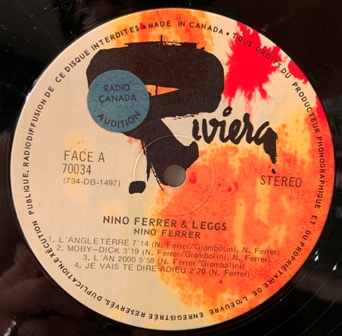 DUPLICATION, EXÉCUTION PUBLIQUE, RADIODIFFUSION DE CE DISQUE INTERDITES • MADE IN CANADA • TOUS DROITS DU PRODUCTEUR PHONOGRAPHIQUE ET DU PROPRIÉTAIRE DE L'OEUVRE ENREGISTRÉE RÉSERVÉS.
RADIO
CANADA
AUDITION
Riviera
FACE A
70034
(734-DB-1497)
STÉRÉO
NINO FERRER & LEGGS
NINO FERRER
1. L'ANGLETERRE 7'14 (N. Ferrer/Giombolini, N. Ferrer)
2. MOBY-DICK 3'19 (N. Ferrer/Giombolini, N. Ferrer)
3. L'AN 2000 5'58 (N. Ferrer/Giombolini)
4. JE VAIS TE DIRE ADIEU 2'20 (N. Ferrer)